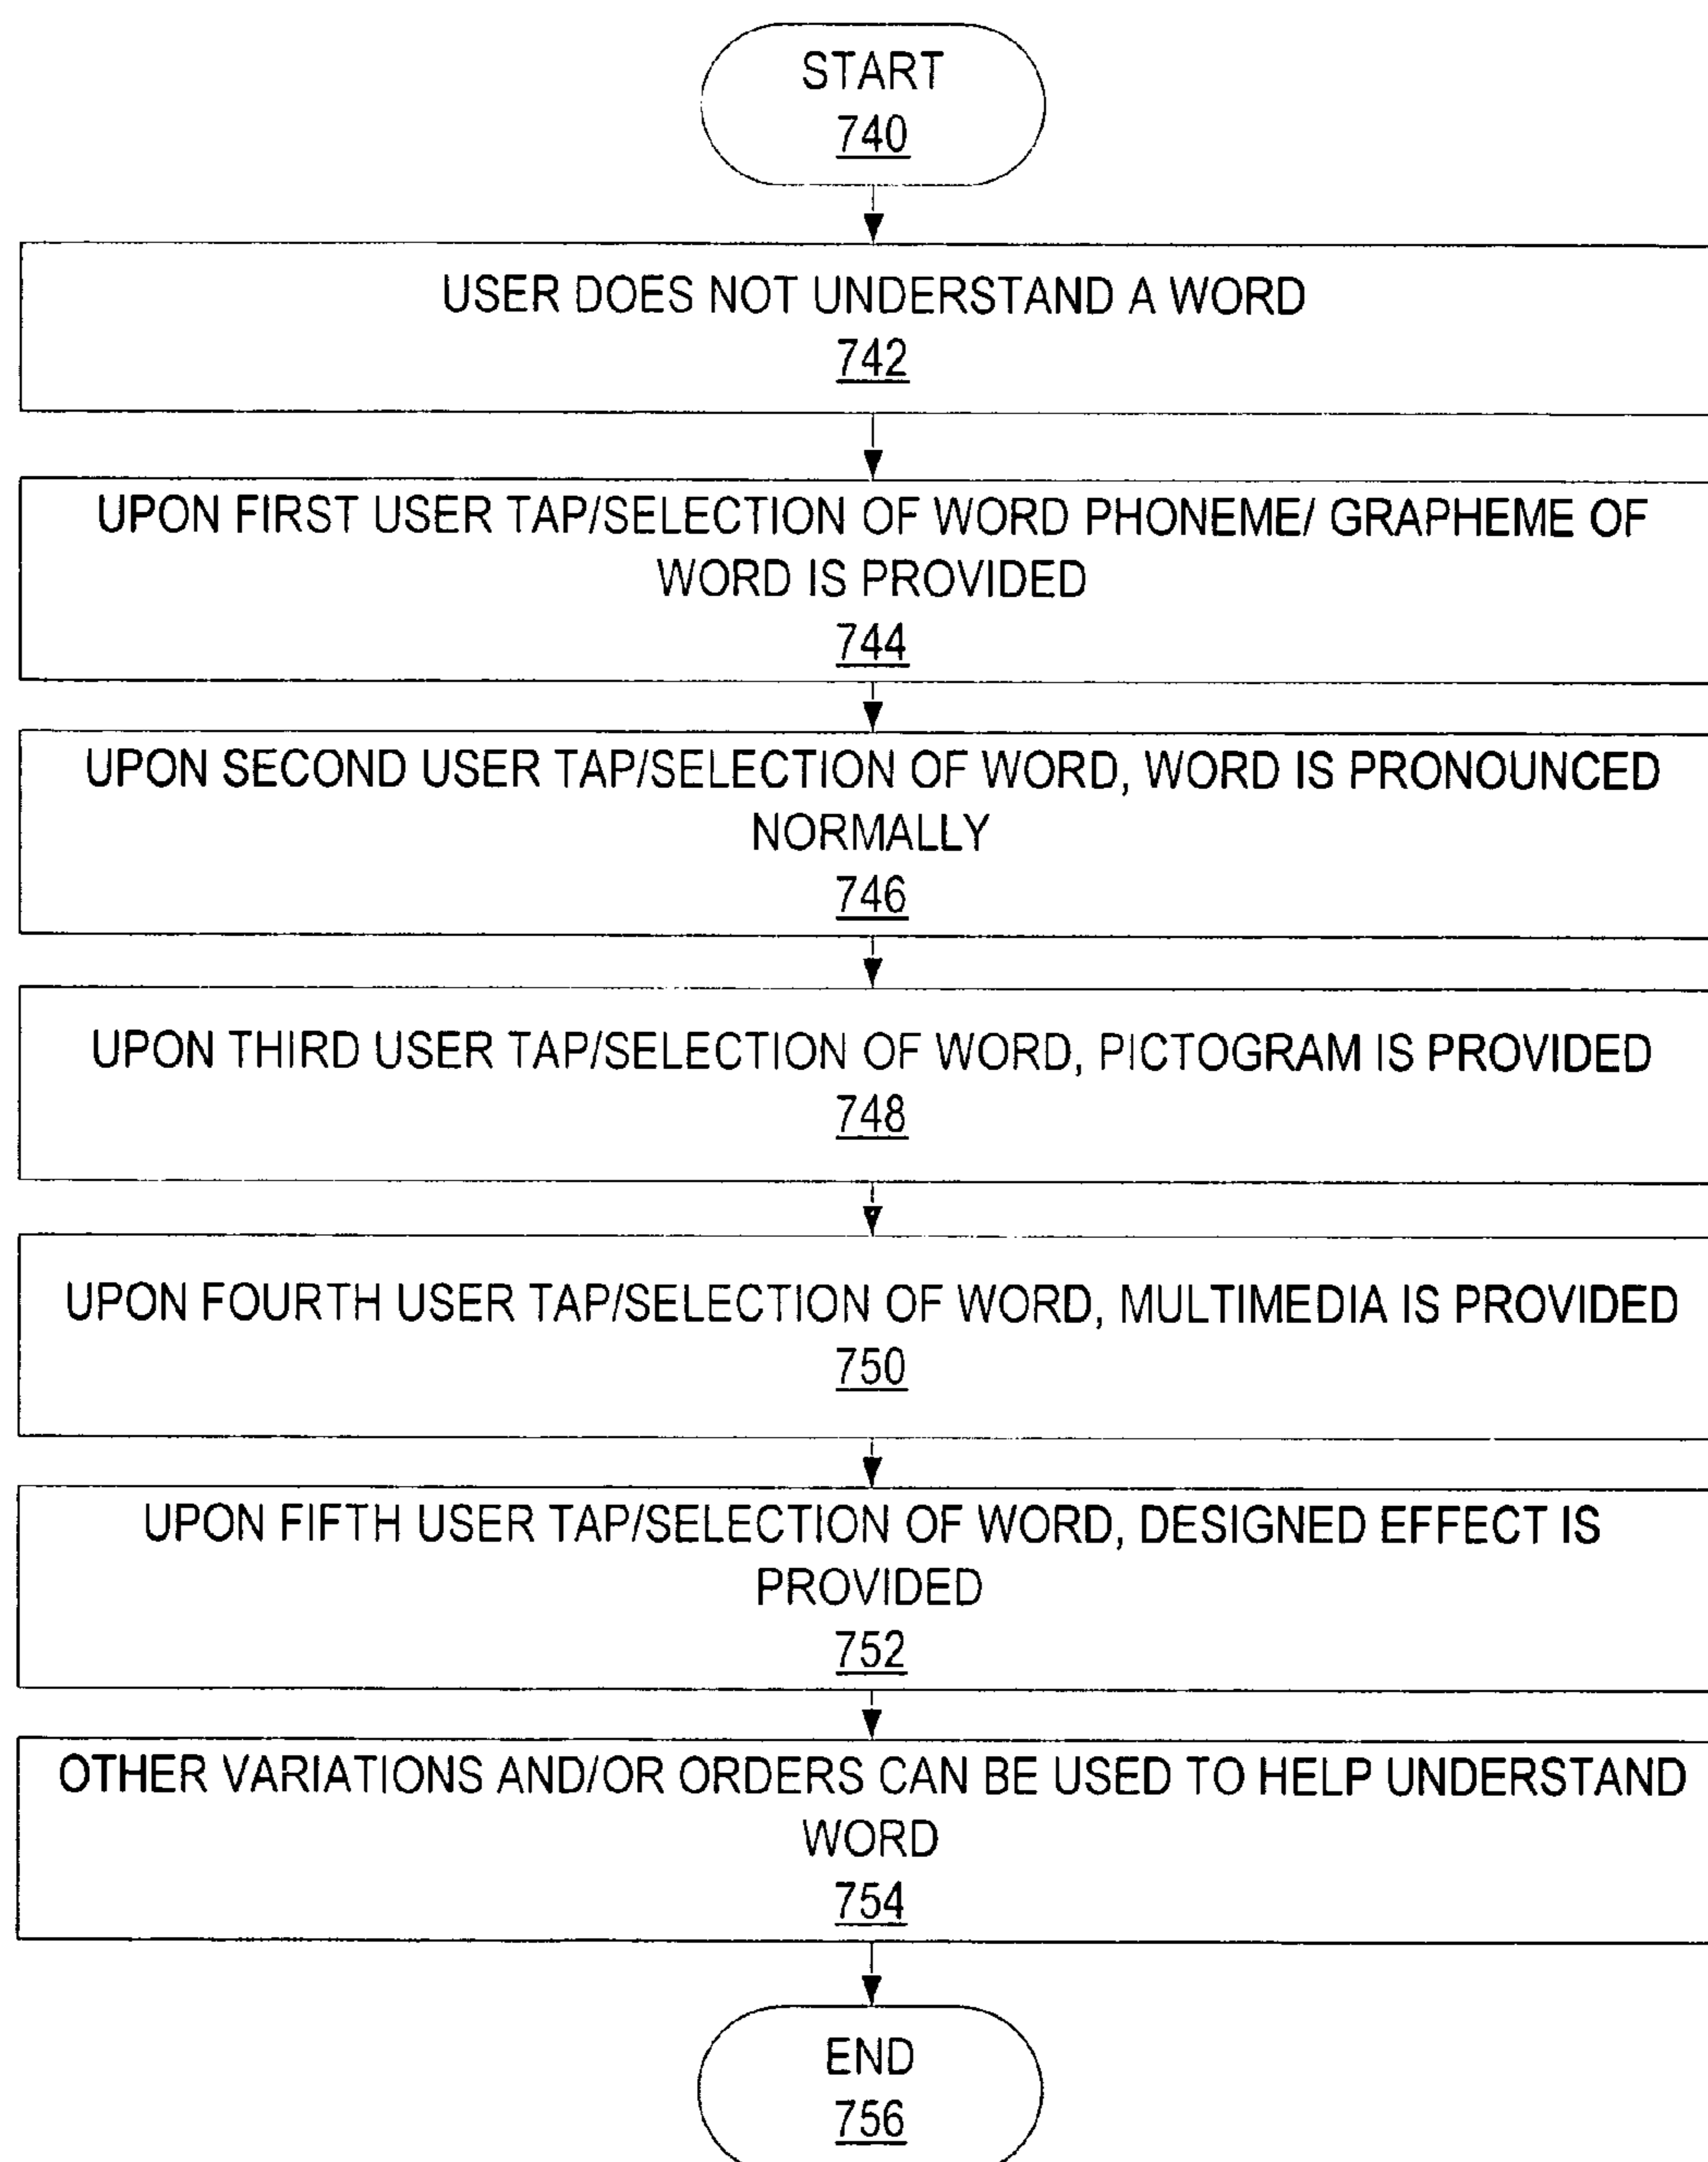 START
740
USER DOES NOT UNDERSTAND A WORD
742
UPON FIRST USER TAP/SELECTION OF WORD PHONEME/ GRAPHEME OF
WORD IS PROVIDED
744
UPON SECOND USER TAP/SELECTION OF WORD, WORD IS PRONOUNCED
NORMALLY
746
UPON THIRD USER TAP/SELECTION OF WORD, PICTOGRAM IS PROVIDED
748
UPON FOURTH USER TAP/SELECTION OF WORD, MULTIMEDIA IS PROVIDED
750
UPON FIFTH USER TAP/SELECTION OF WORD, DESIGNED EFFECT IS
PROVIDED
752
OTHER VARIATIONS AND/OR ORDERS CAN BE USED TO HELP UNDERSTAND
WORD
754
END
756